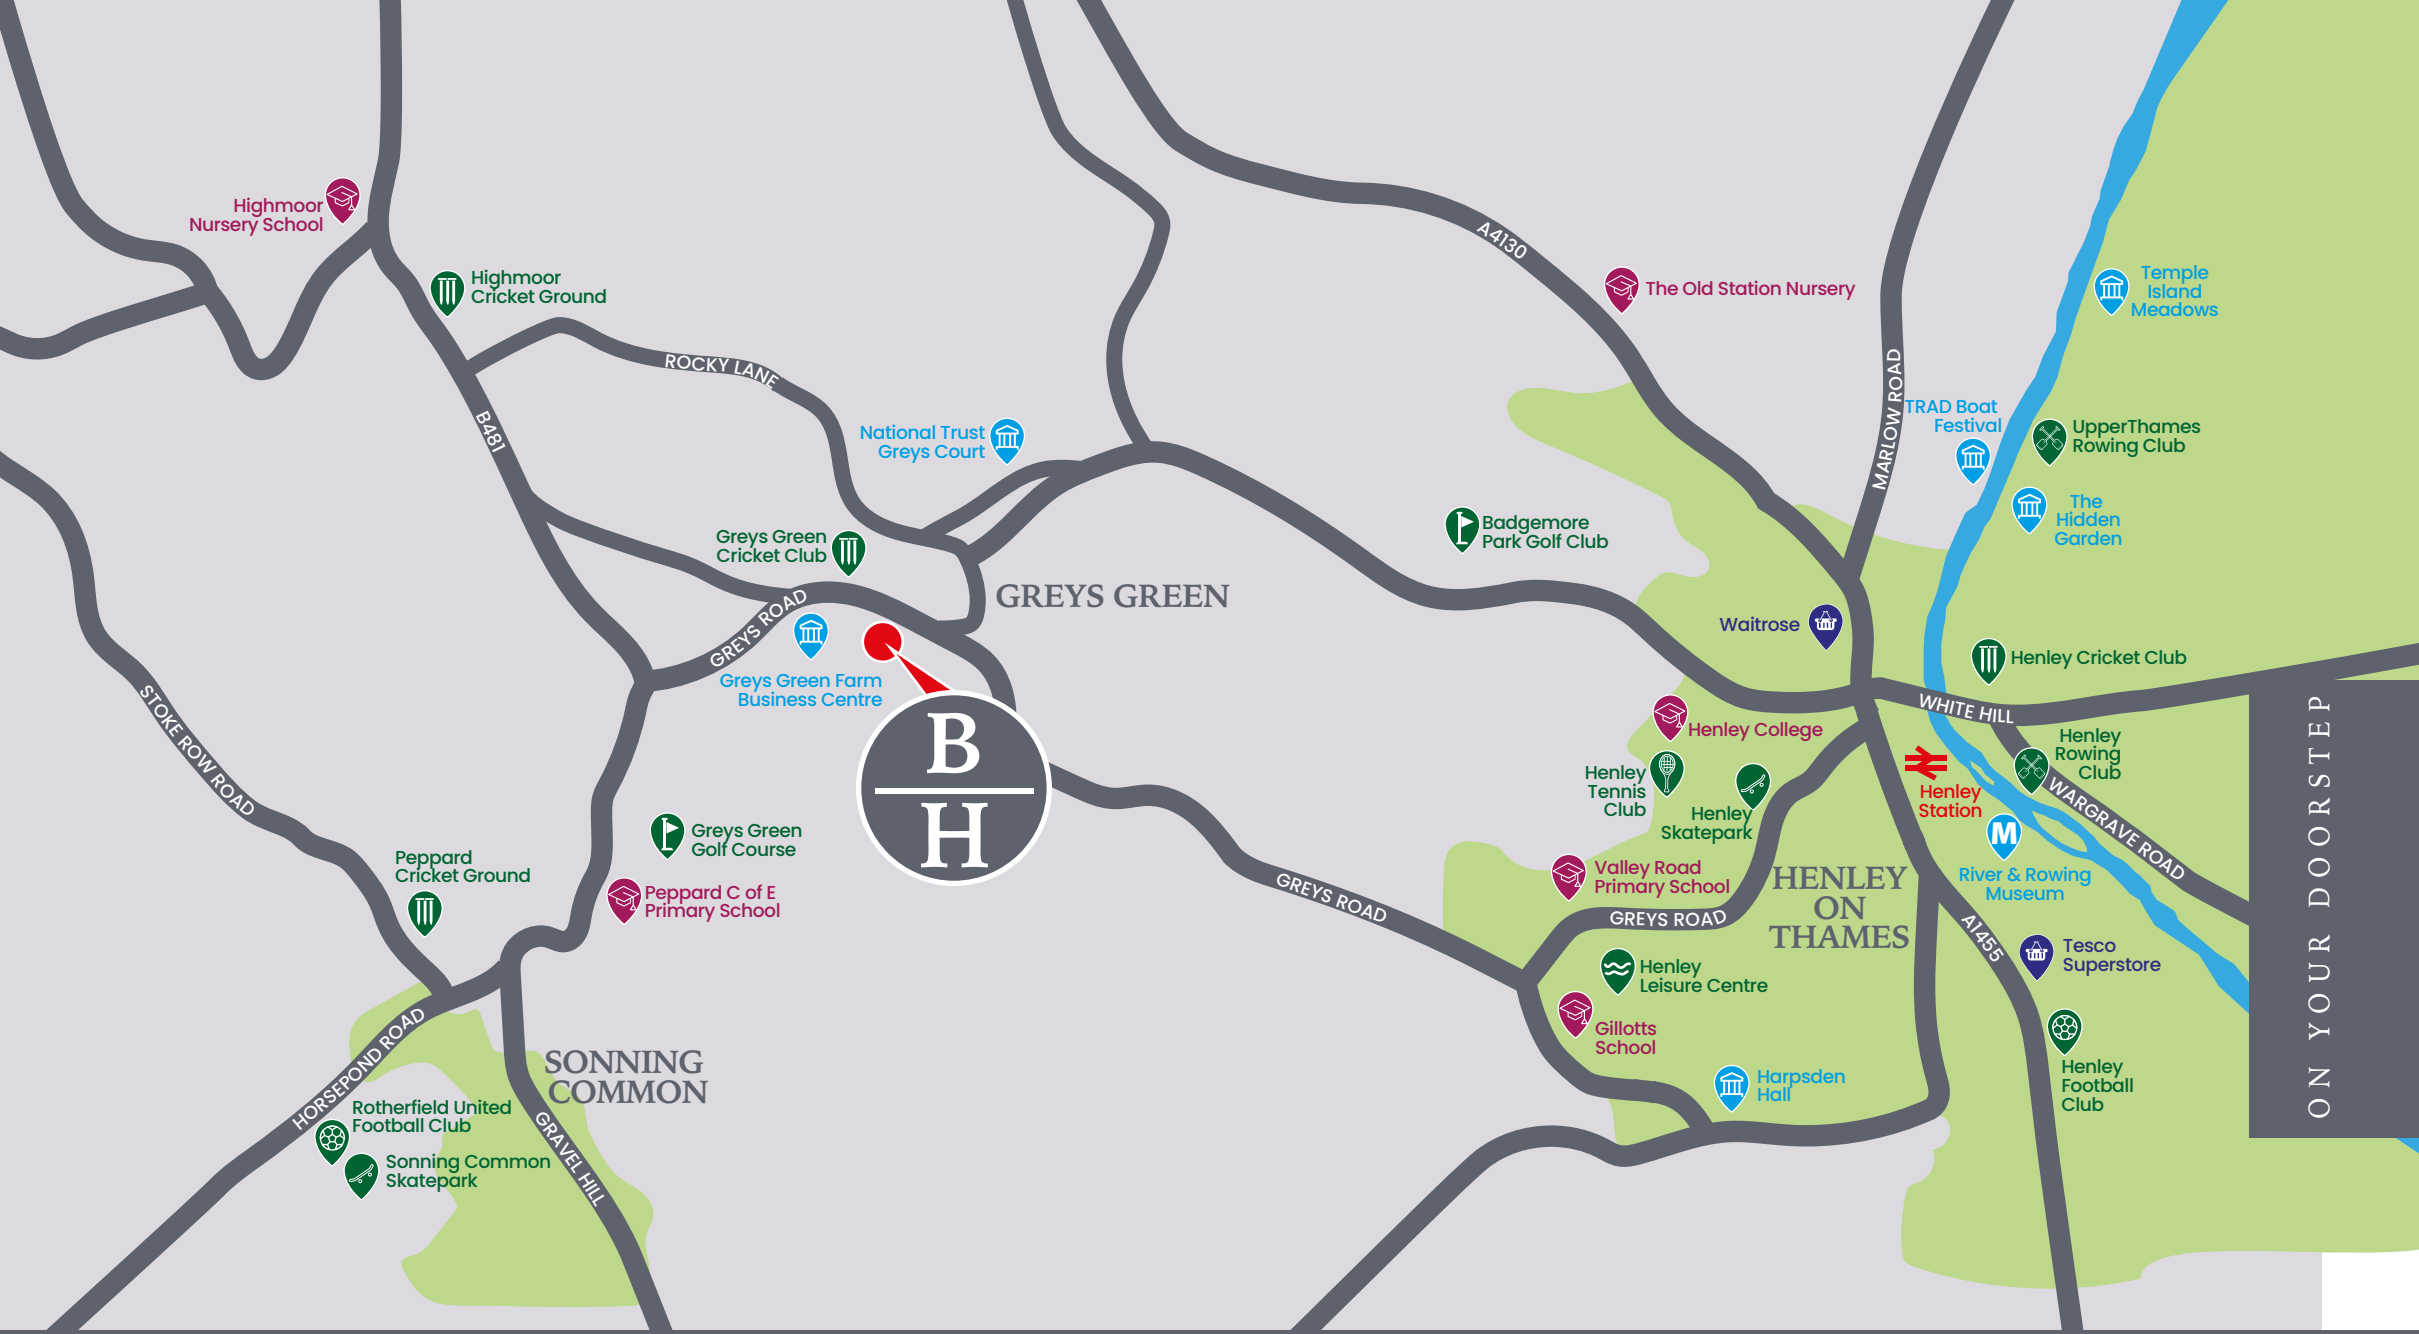 Highmoor
Nursery School
Highmoor
Cricket Ground
ROCKY LANE
B481
National Trust
Greys Court
Greys Green
Cricket Club
GREYS GREEN
GREYS ROAD
Greys Green Farm
Business Centre
B
H
STOKE ROW ROAD
Greys Green
Golf Course
Peppard
Cricket Ground
Peppard C of E
Primary School
HORSEPOND ROAD
SONNING
COMMON
Rotherfield United
Football Club
Sonning Common
Skatepark
GRAVEL HILL
A4130
The Old Station Nursery
MARLOW ROAD
Temple
Island
Meadows
TRAD Boat
Festival
UpperThames
Rowing Club
The
Hidden
Garden
Badgemore
Park Golf Club
Waitrose
Henley Cricket Club
WHITE HILL
Henley College
Henley
Tennis
Club
Henley
Skatepark
Henley
Station
Henley
Rowing
Club
WARGRAVE ROAD
M
River & Rowing
Museum
Valley Road
Primary School
GREYS ROAD
GREYS ROAD
HENLEY
ON
THAMES
A1455
Tesco
Superstore
Henley
Leisure Centre
Gillotts
School
Harpsden
Hall
Henley
Football
Club
ON YOUR DOORSTEP